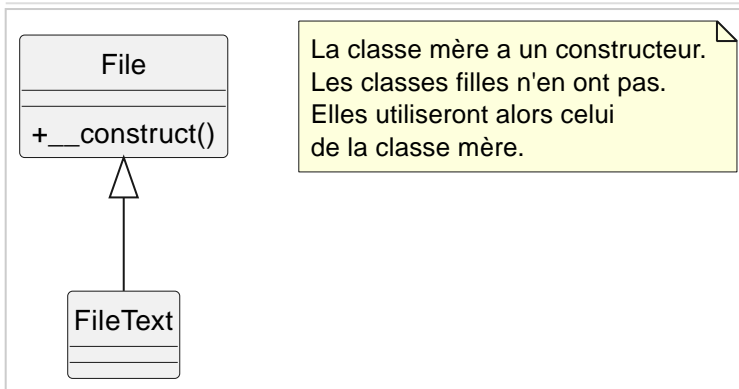 File
+__construct()
La classe mère a un constructeur.
Les classes filles n'en ont pas.
Elles utiliseront alors celui
de la classe mère.
FileText